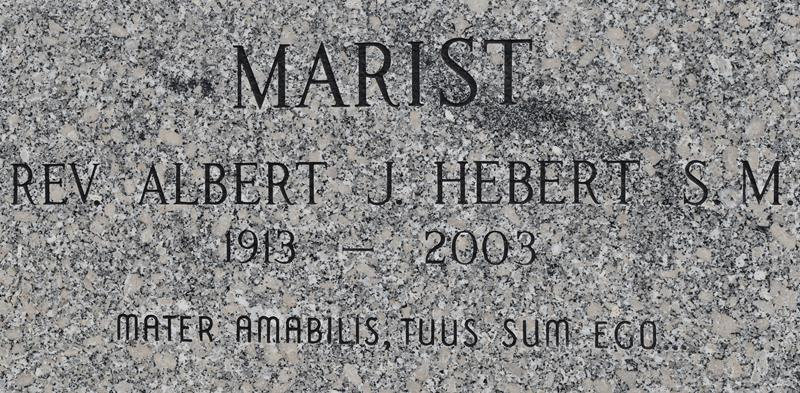 MARIST
REV. ALBERT J. HEBERT S. M.
1913 — 2003
MATER AMABILIS, TUUS SUM EGO...